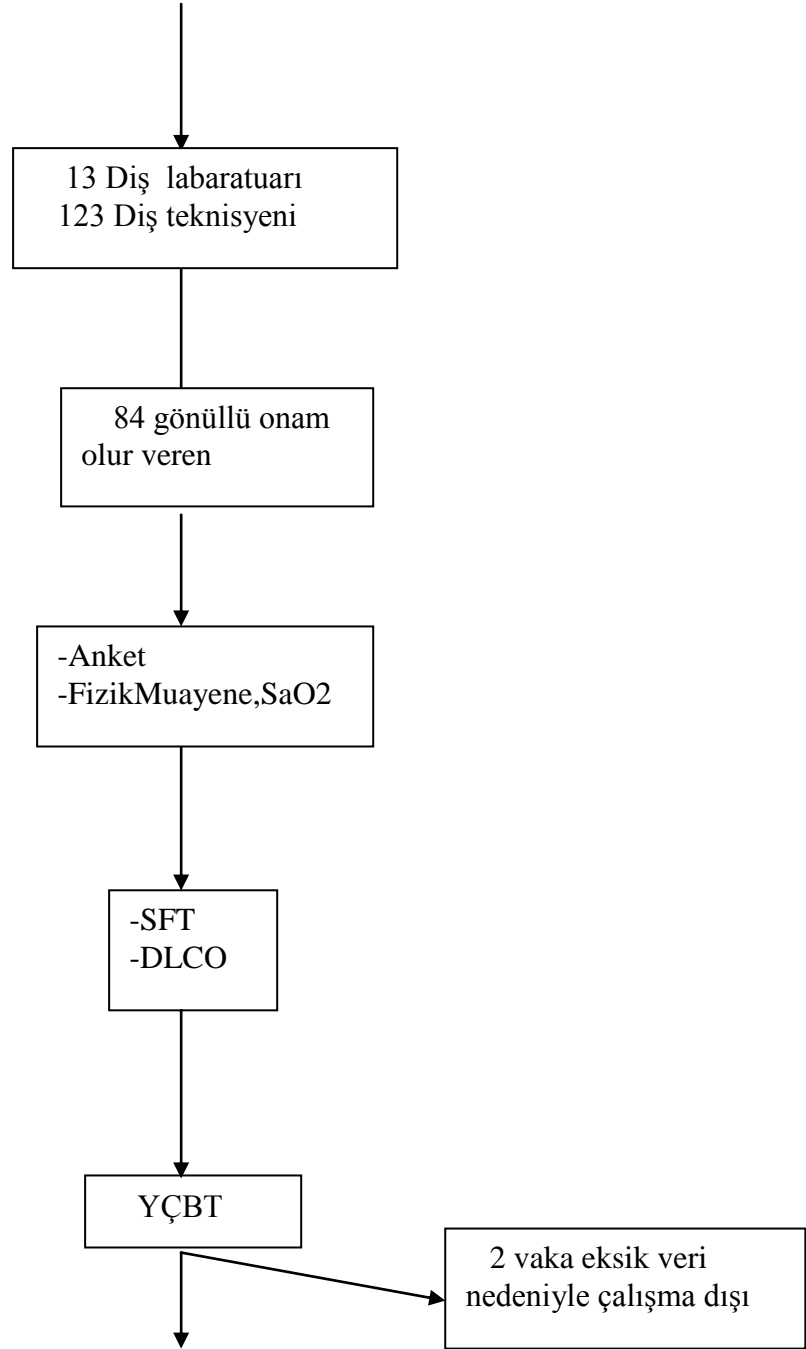 13 Diş labaratuarı
123 Diş teknisyeni
84 gönüllü onam
olur veren
-Anket
-FizikMuayene,SaO2
-SFT
-DLCO
YÇBT
2 vaka eksik veri
nedeniyle çalışma dışı